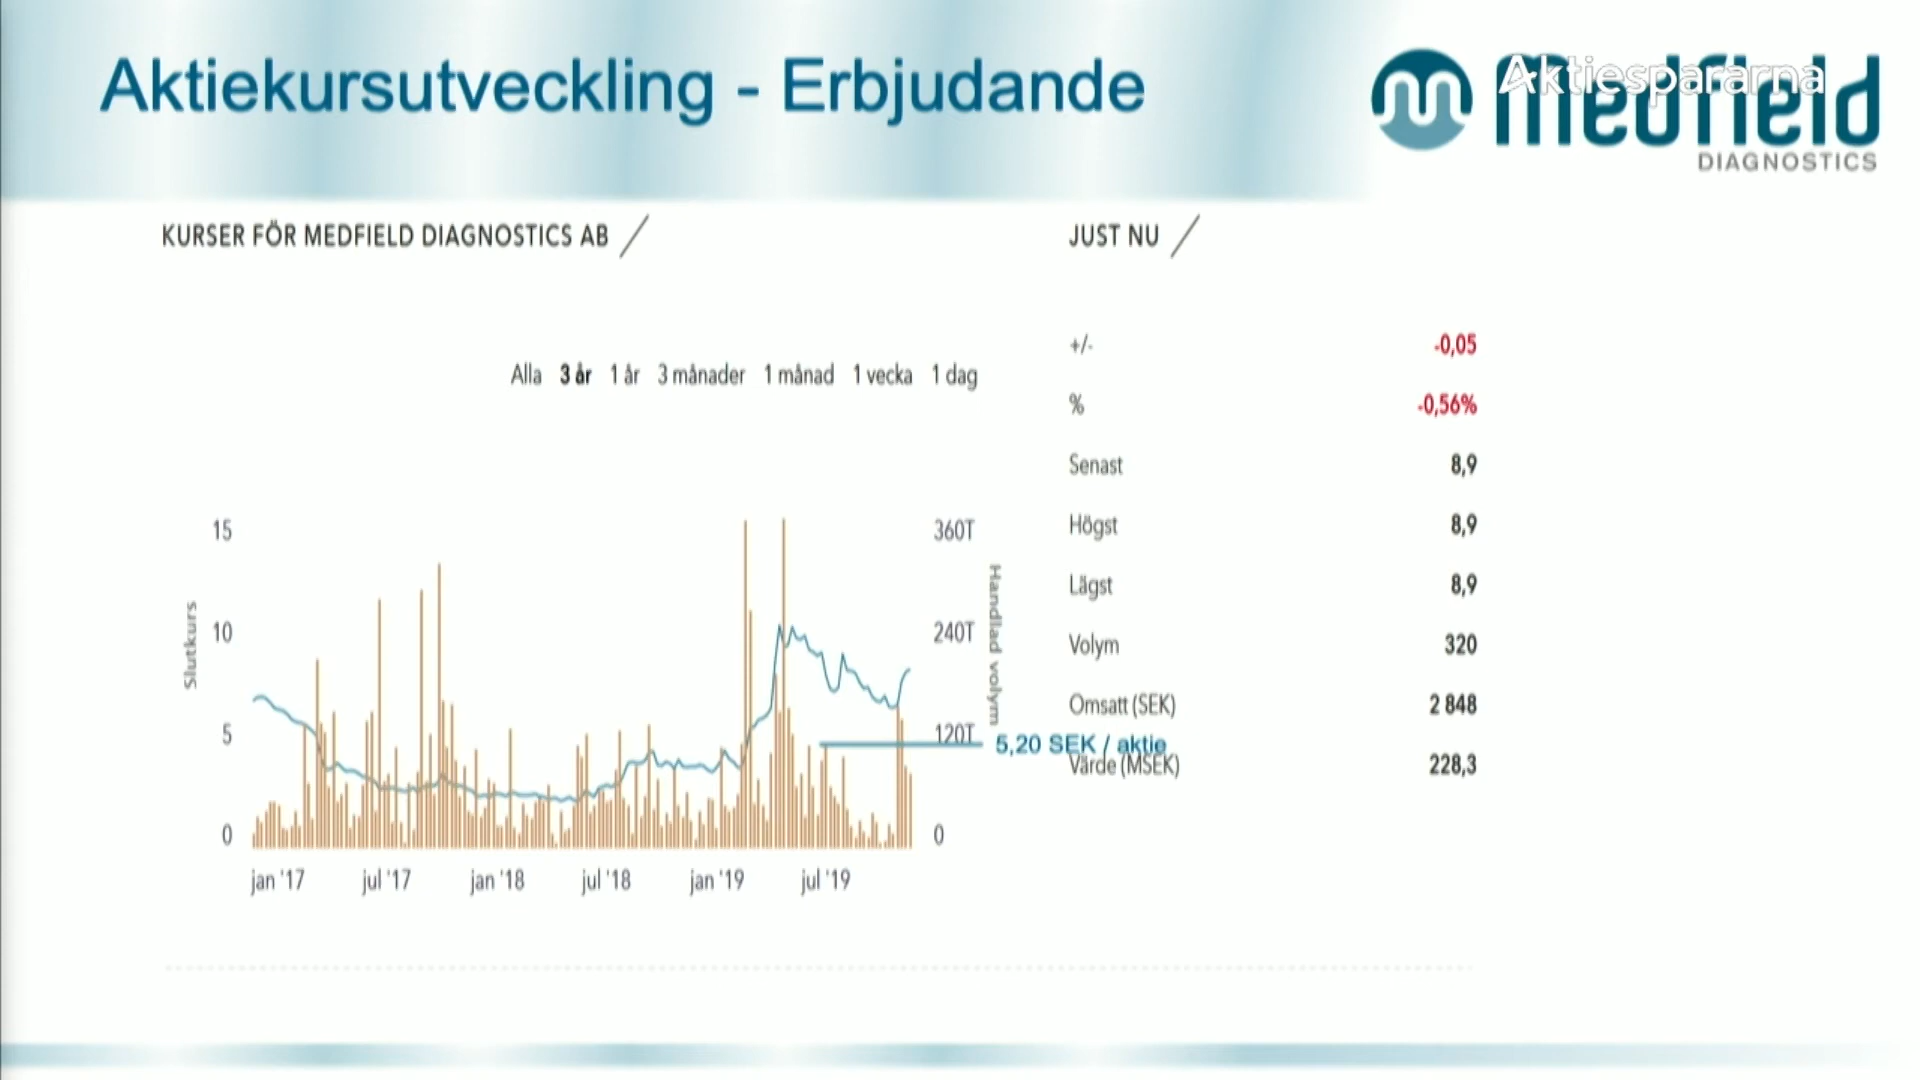 Aktiekursutveckling - Erbjudande
Aktiespararna
Medfield
DIAGNOSTICS
KURSER FÖR MEDFIELD DIAGNOSTICS AB
JUST NU
Alla 3 år 1 år 3 månader 1 månad 1 vecka 1 dag
+/- -0,05
% -0,56%
Senast 8,9
Högst 8,9
Lägst 8,9
Volym 320
Omsatt (SEK) 2 848
Värde (MSEK) 228,3
Slutkurs
15
10
5
0
360T
240T
120T
0
Handlad volym
5,20 SEK / aktie
jan '17 jul '17 jan '18 jul '18 jan '19 jul '19